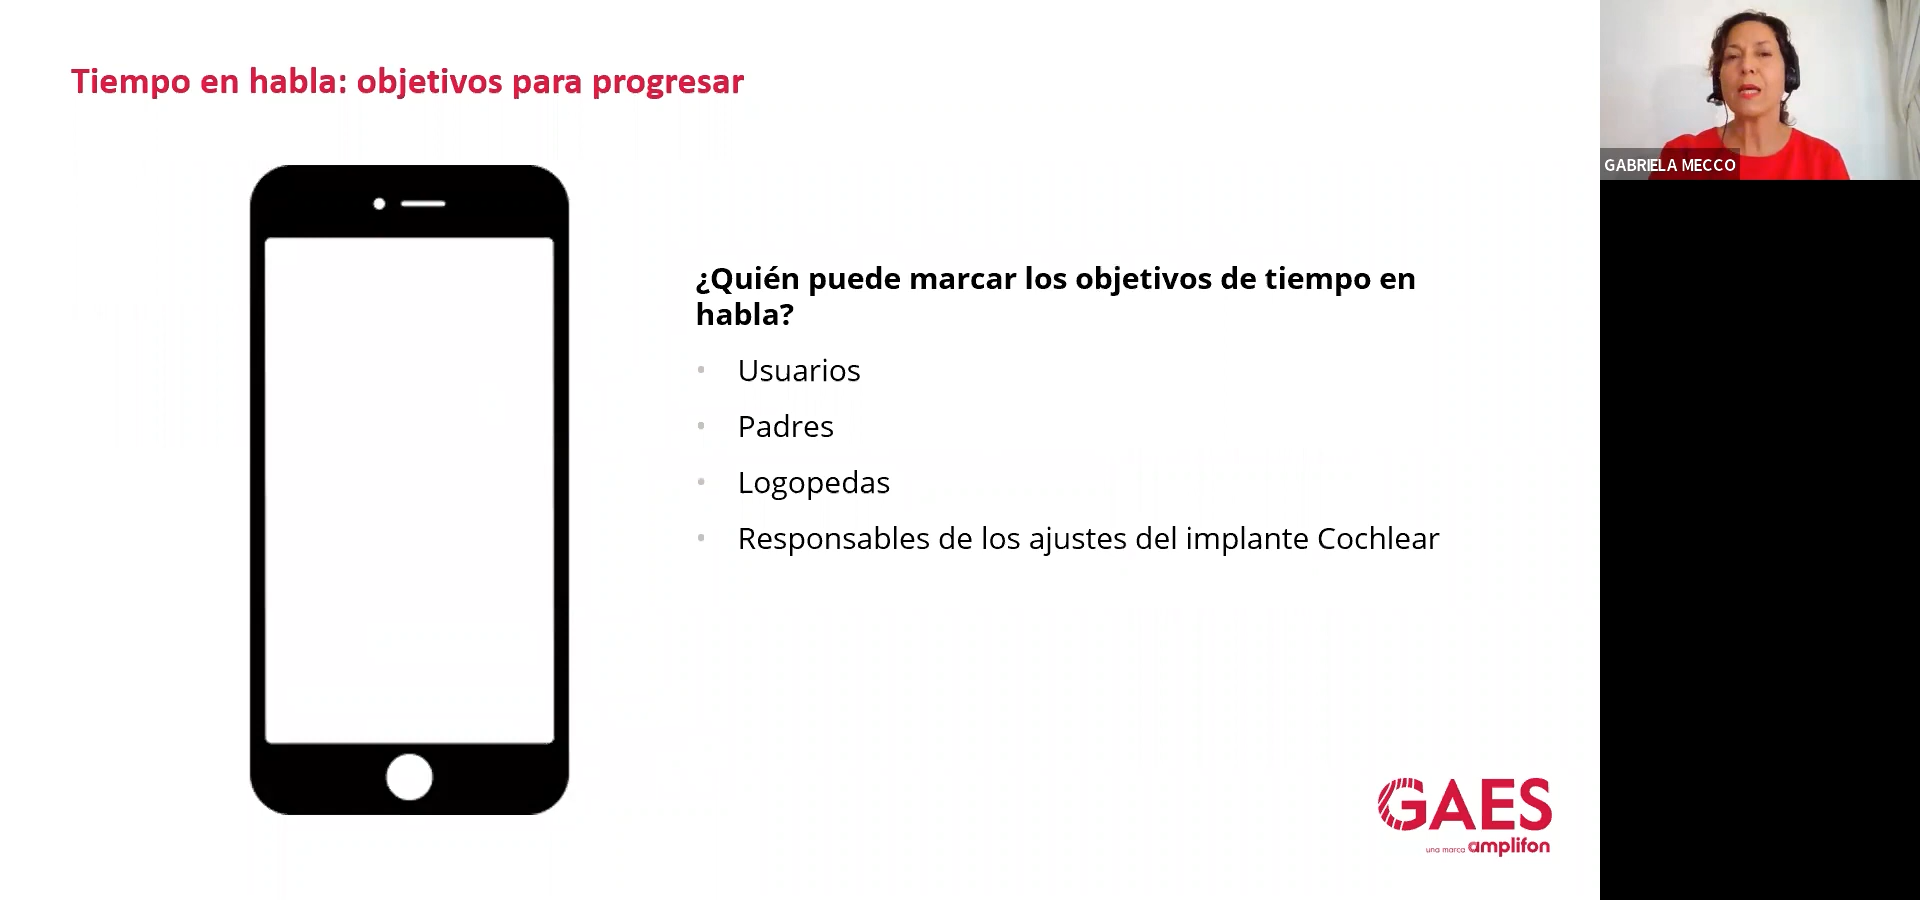 Tiempo en habla: objetivos para progresar
GABRIELA MECCO
¿Quién puede marcar los objetivos de tiempo en
habla?
• Usuarios
• Padres
• Logopedas
• Responsables de los ajustes del implante Cochlear
GAES
una marca amplifon